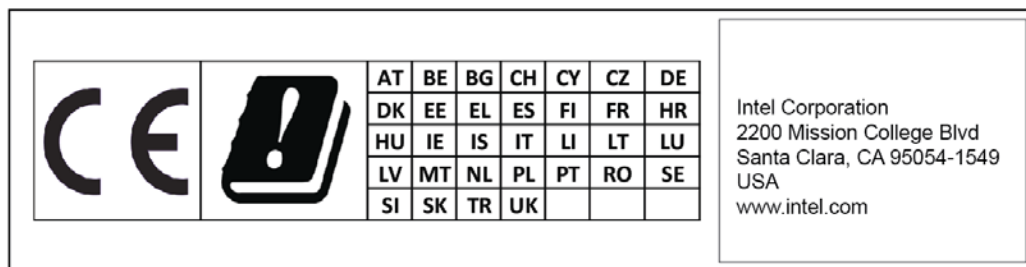 CE
AT BE BG CH CY CZ DE
DK EE EL ES FI FR HR
HU IE IS IT LI LT LU
LV MT NL PL PT RO SE
SI SK TR UK
Intel Corporation
2200 Mission College Blvd
Santa Clara, CA 95054-1549
USA
www.intel.com